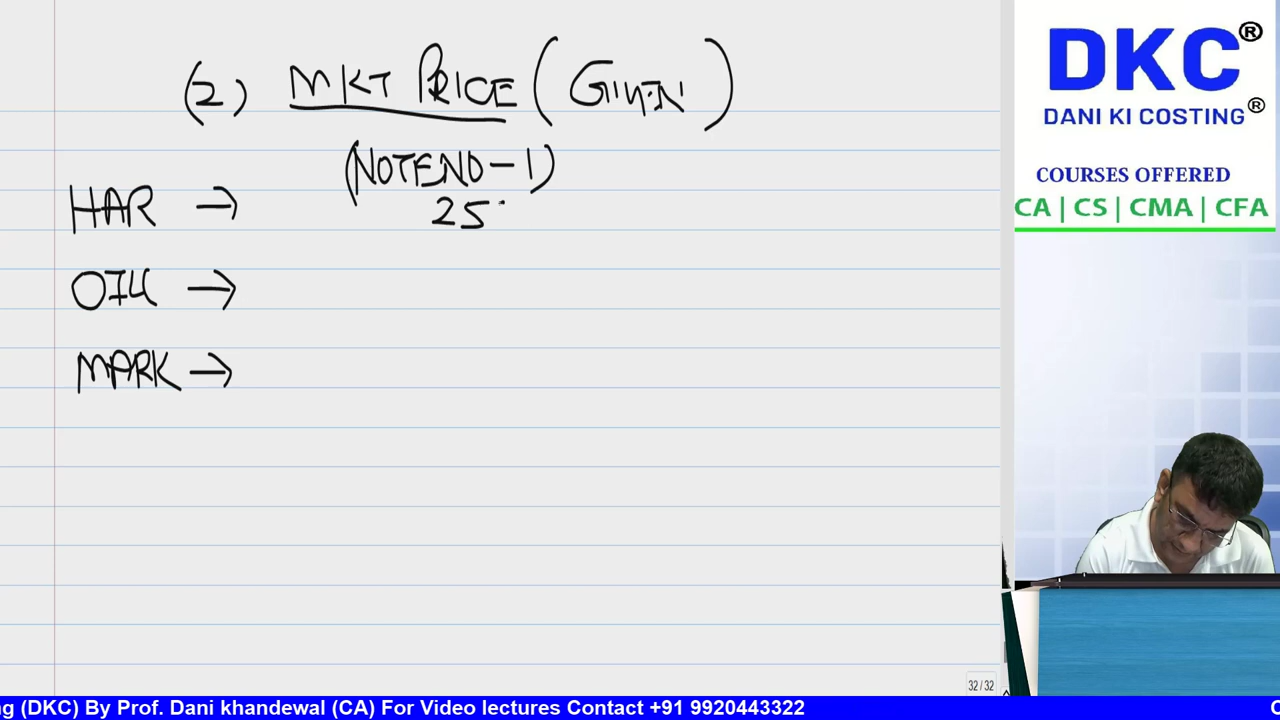 (2) MKT PRICE (GIVEN)
(NOTE NO-1)
HAR → 25
OIL →
MARK →
DKC®
DANI KI COSTING®
COURSES OFFERED
CA | CS | CMA | CFA
32/32
ng (DKC) By Prof. Dani khandewal (CA) For Video lectures Contact +91 9920443322
C